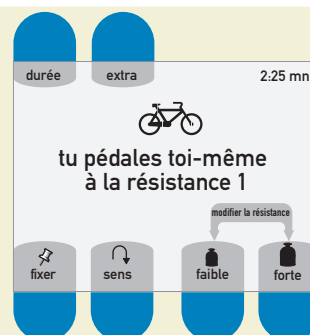 durée extra 2:25 mn
tu pédales toi-même
à la résistance 1
modifier la résistance
fixer sens faible forte